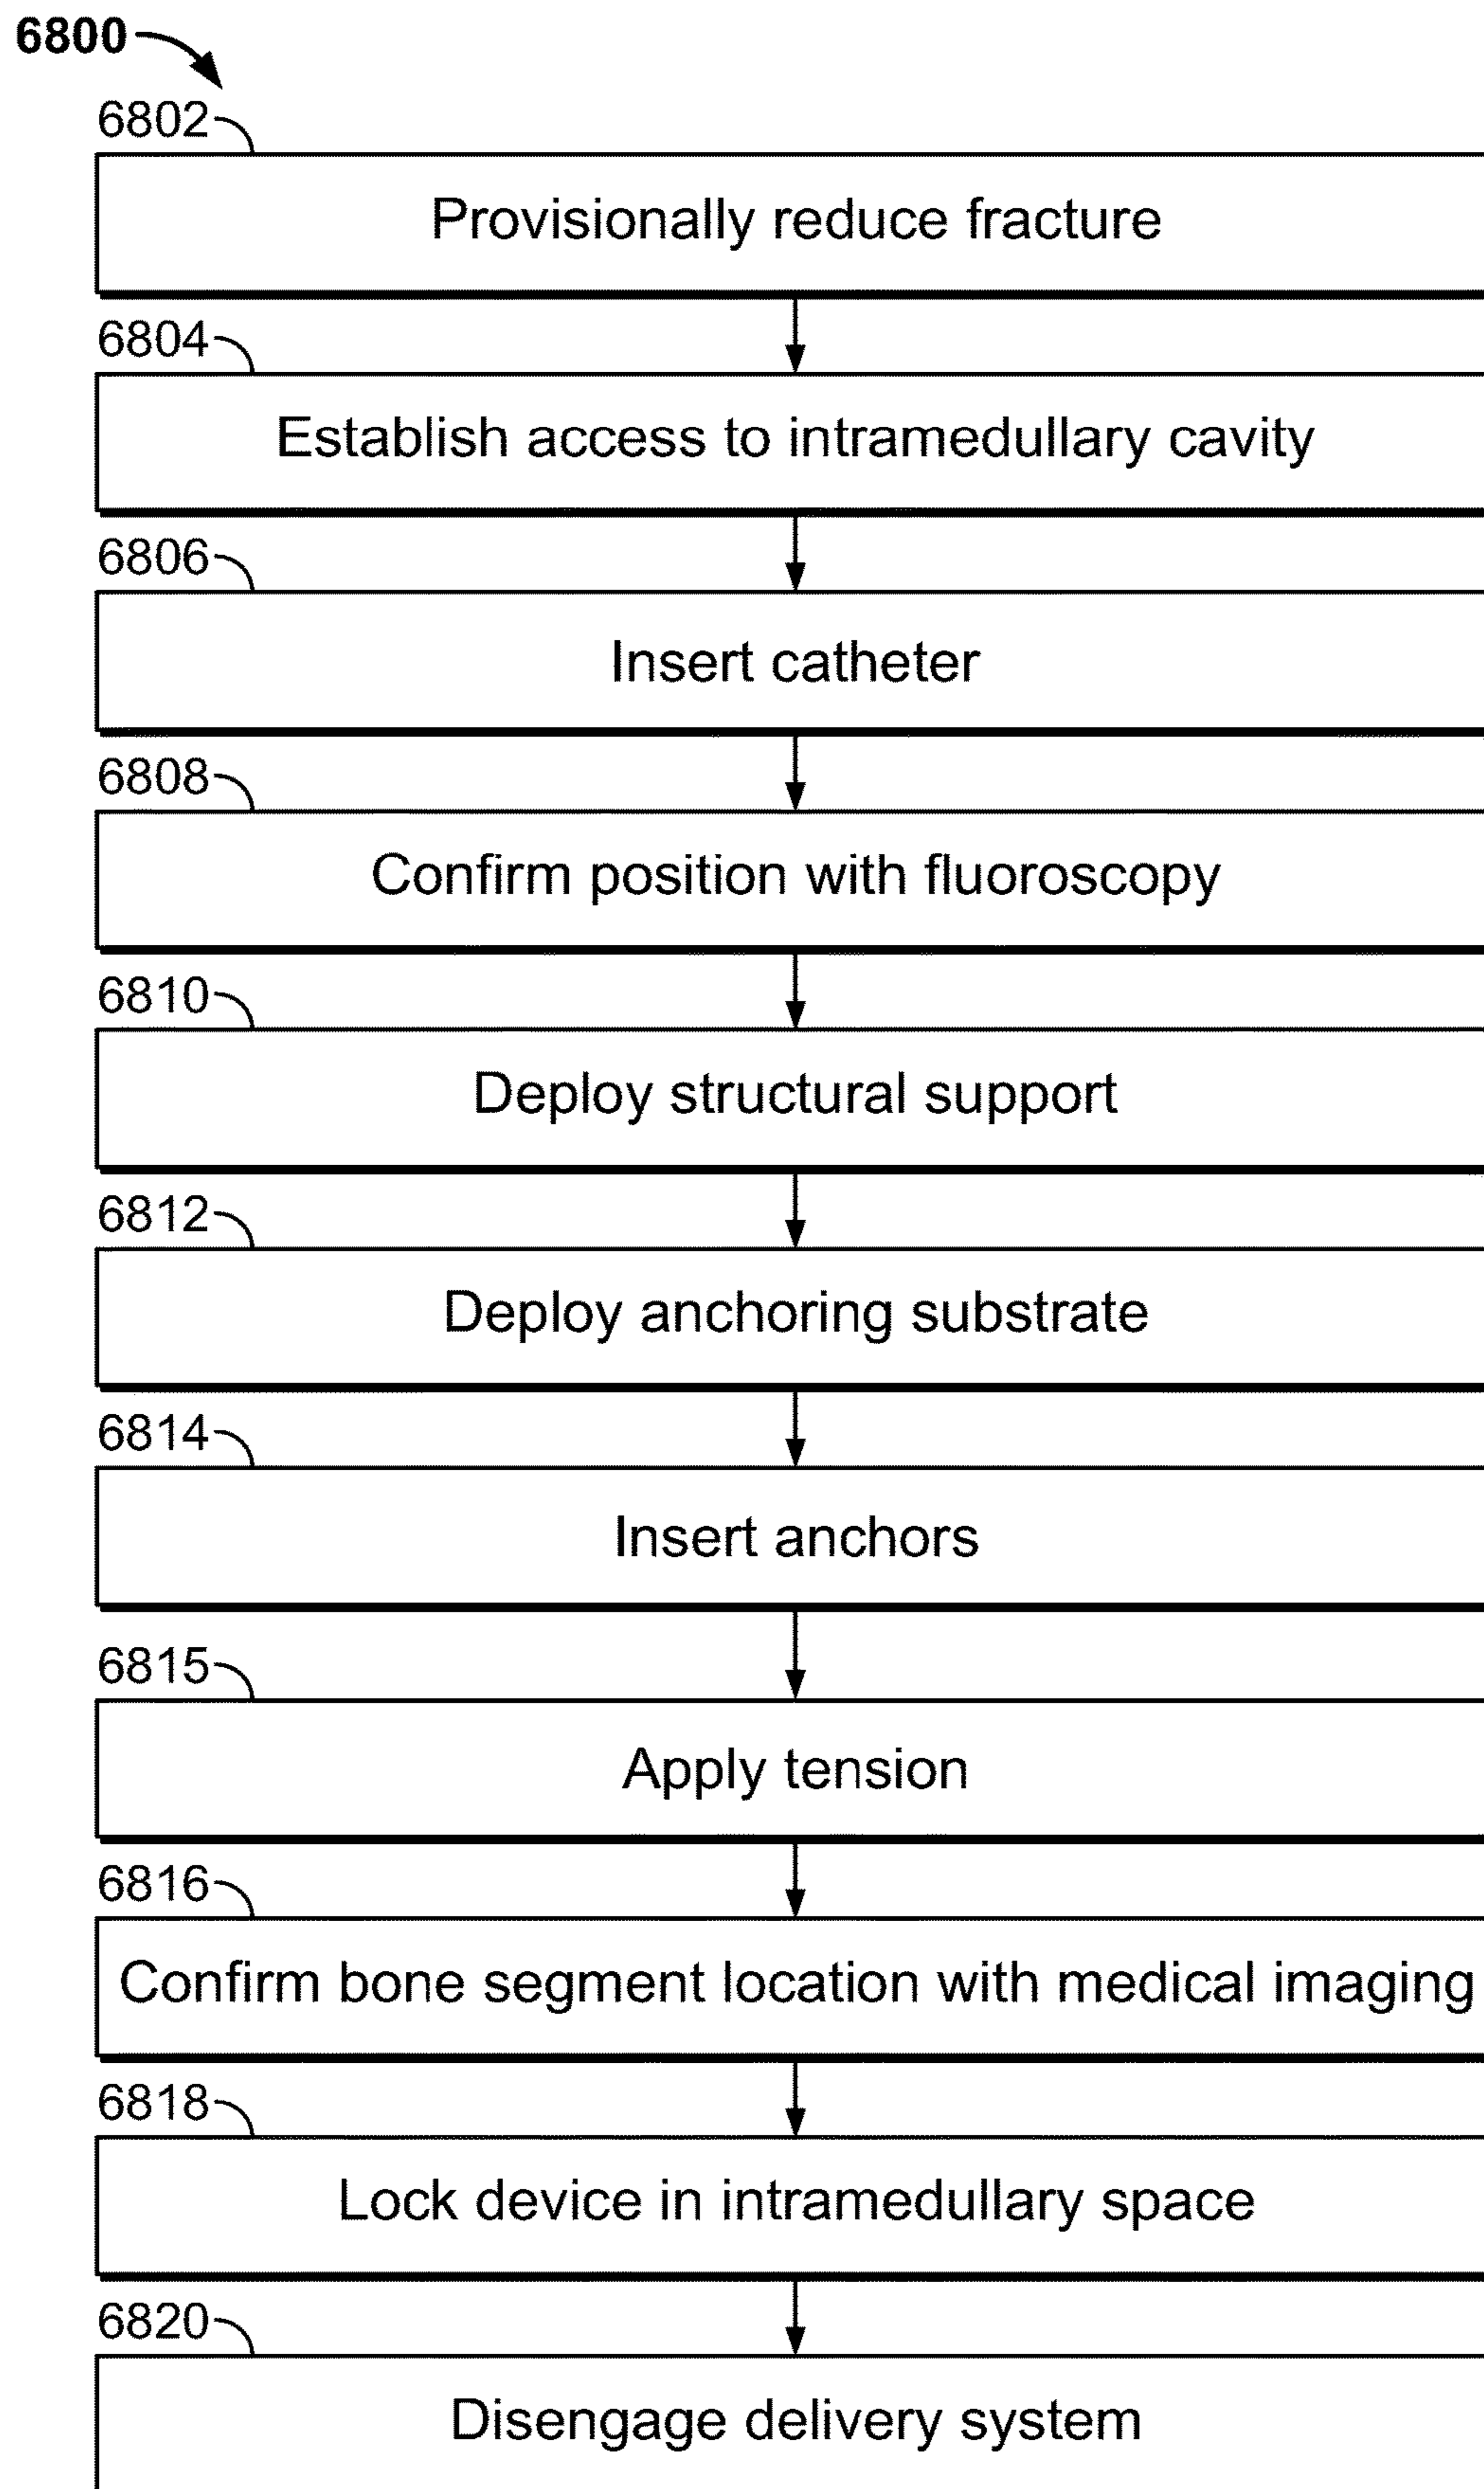 6800
6802
Provisionally reduce fracture
6804
Establish access to intramedullary cavity
6806
Insert catheter
6808
Confirm position with fluoroscopy
6810
Deploy structural support
6812
Deploy anchoring substrate
6814
Insert anchors
6815
Apply tension
6816
Confirm bone segment location with medical imaging
6818
Lock device in intramedullary space
6820
Disengage delivery system